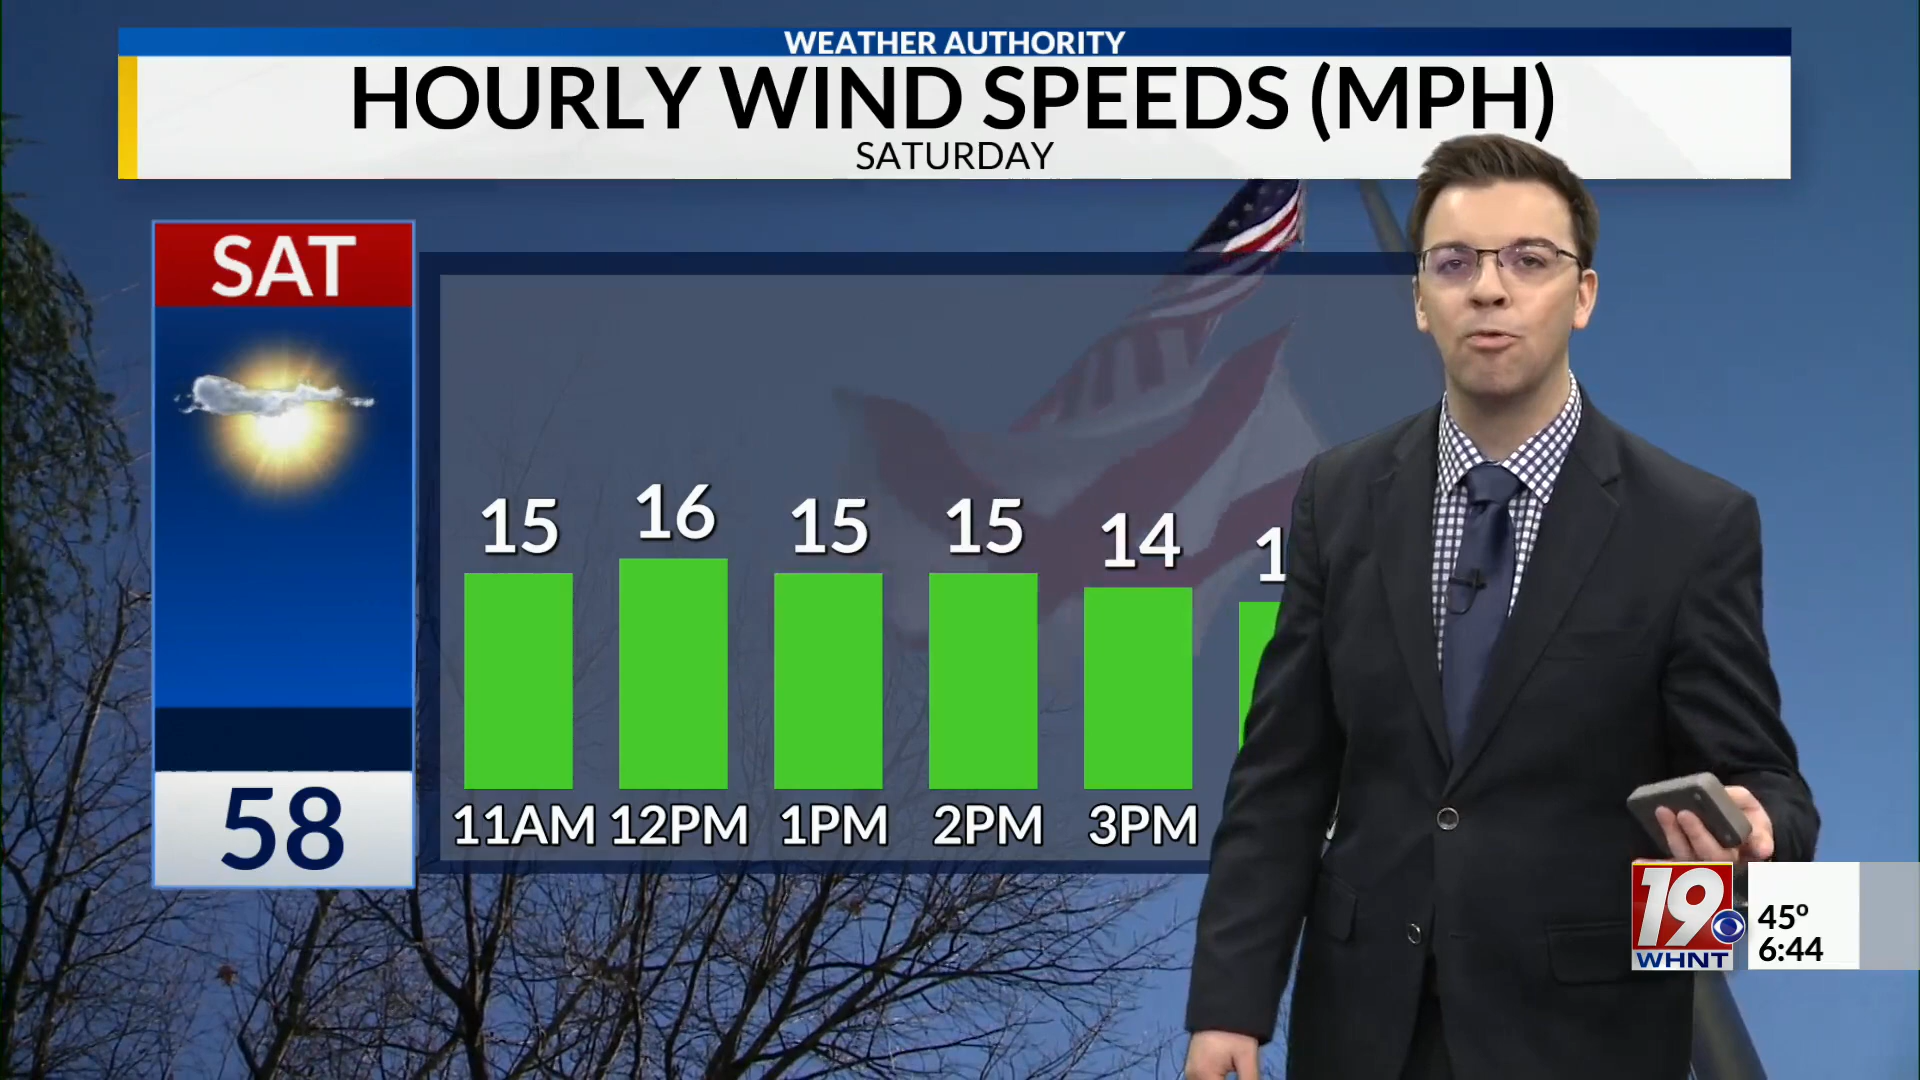 WEATHER AUTHORITY
HOURLY WIND SPEEDS (MPH)
SATURDAY
SAT
58
15 16 15 15 14
11AM 12PM 1PM 2PM 3PM
19
WHNT
45º
6:44